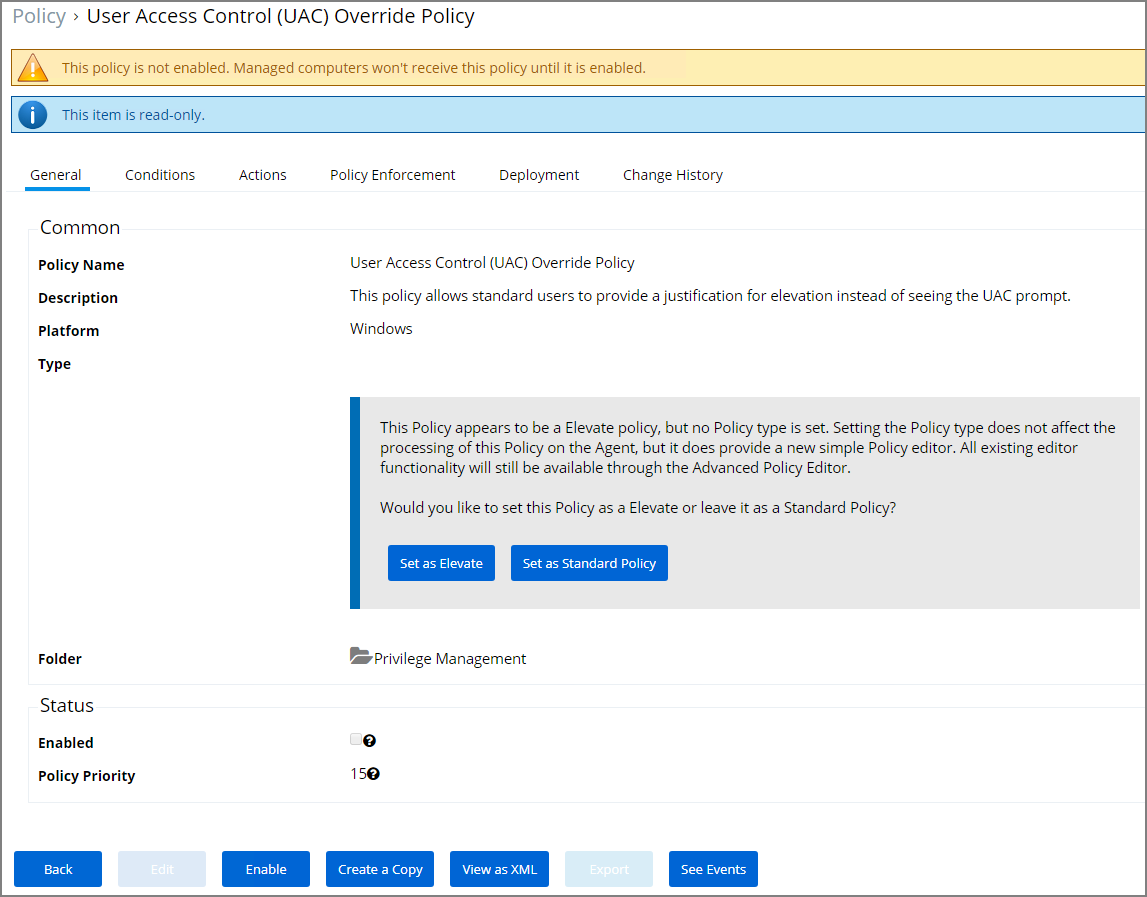 Policy › User Access Control (UAC) Override Policy
This policy is not enabled. Managed computers won't receive this policy until it is enabled.
This item is read-only.
General Conditions Actions Policy Enforcement Deployment Change History
Common
Policy Name User Access Control (UAC) Override Policy
Description This policy allows standard users to provide a justification for elevation instead of seeing the UAC prompt.
Platform Windows
Type
This Policy appears to be a Elevate policy, but no Policy type is set. Setting the Policy type does not affect the
processing of this Policy on the Agent, but it does provide a new simple Policy editor. All existing editor
functionality will still be available through the Advanced Policy Editor.
Would you like to set this Policy as a Elevate or leave it as a Standard Policy?
Set as Elevate Set as Standard Policy
Folder Privilege Management
Status
Enabled
Policy Priority 15
Back Edit Enable Create a Copy View as XML Export See Events